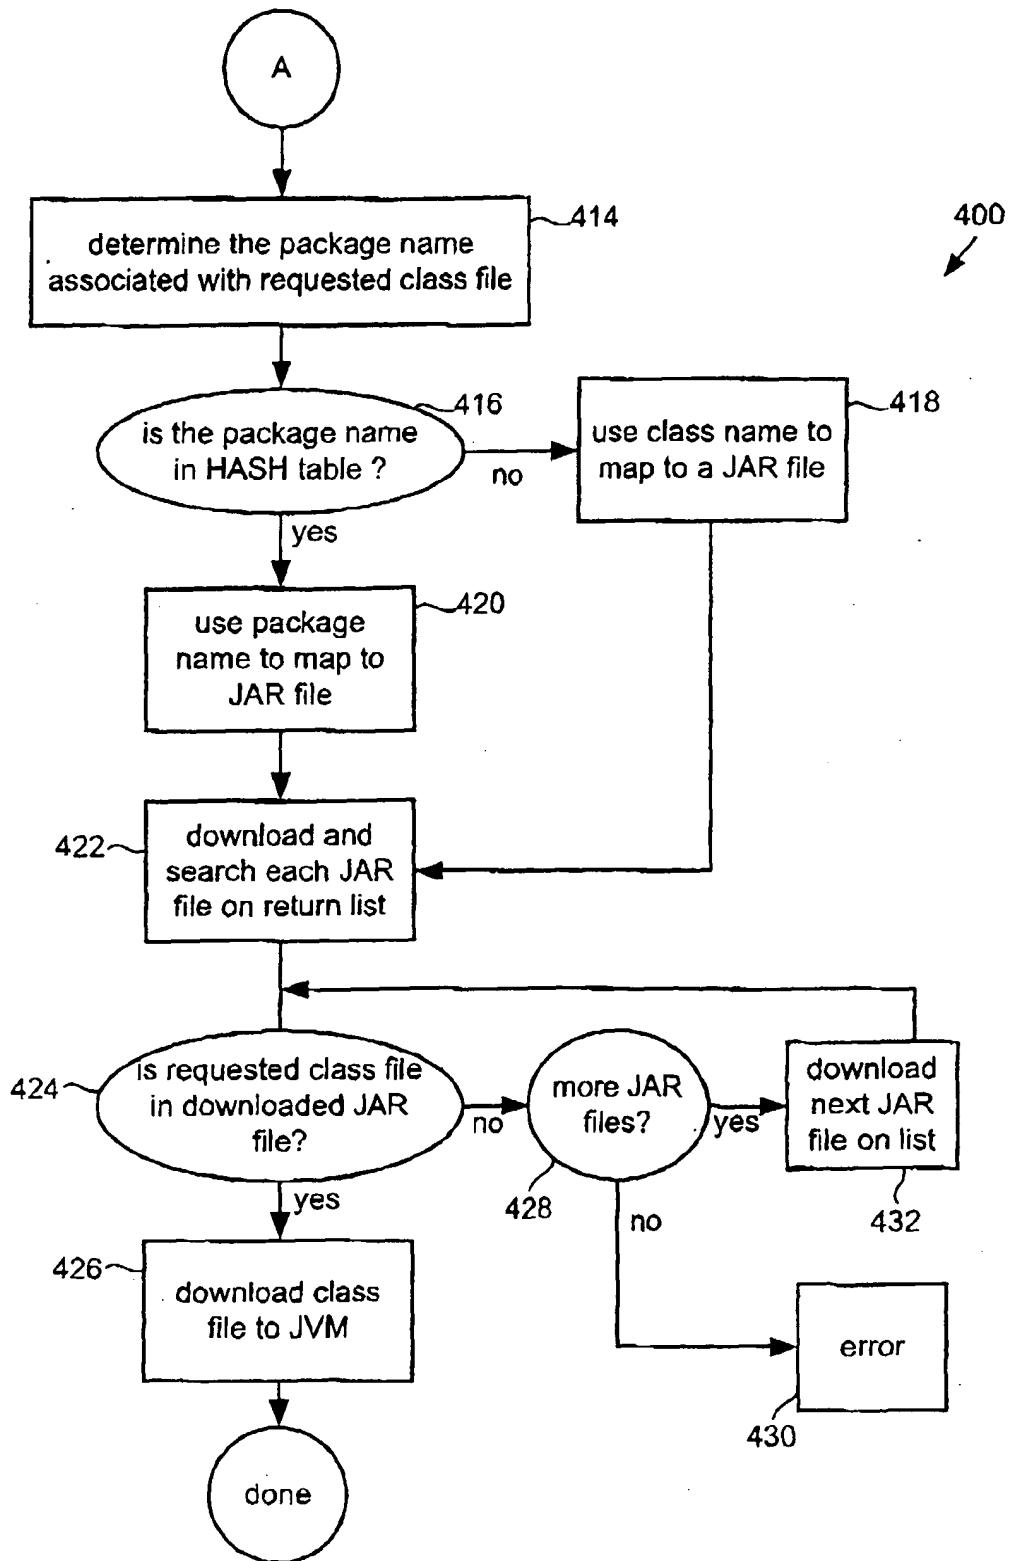 A
414
determine the package name
associated with requested class file
400
416
is the package name
in HASH table ?
no
yes
418
use class name to
map to a JAR file
420
use package
name to map to
JAR file
422
download and
search each JAR
file on return list
424
is requested class file
in downloaded JAR
file?
no
yes
more JAR
files?
428
yes
no
download
next JAR
file on list
432
426
download class
file to JVM
error
430
done